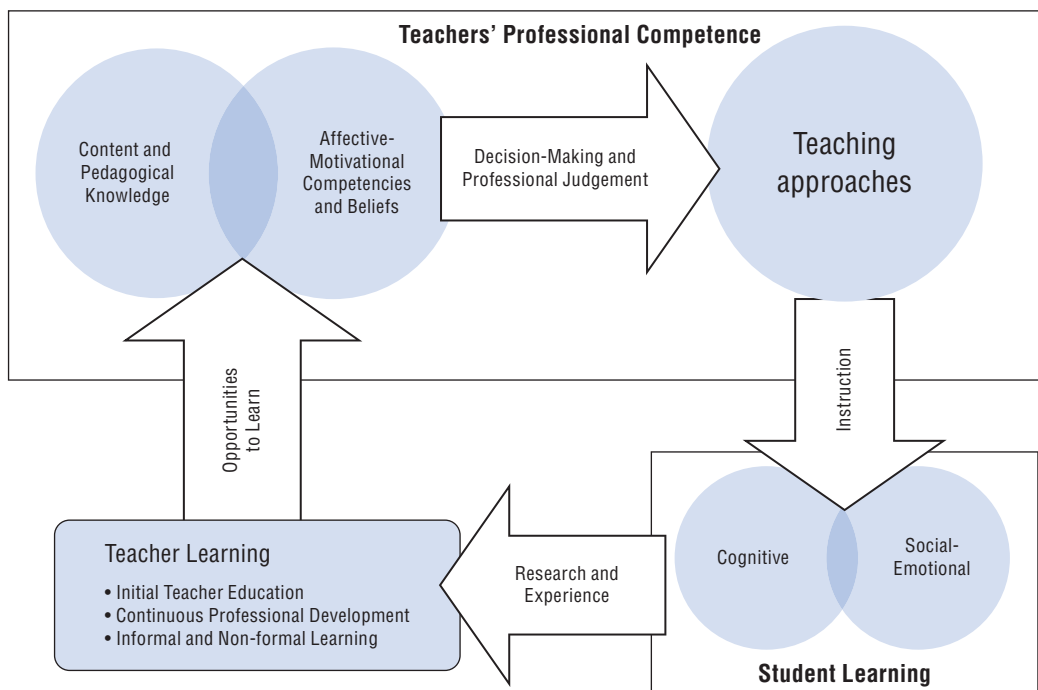 Teachers’ Professional Competence
Content and
Pedagogical
Knowledge
Affective-
Motivational
Competencies
and Beliefs
Decision-Making and
Professional Judgement
Teaching
approaches
Opportunities
to Learn
Instruction
Teacher Learning
• Initial Teacher Education
• Continuous Professional Development
• Informal and Non-formal Learning
Research and
Experience
Cognitive
Social-
Emotional
Student Learning